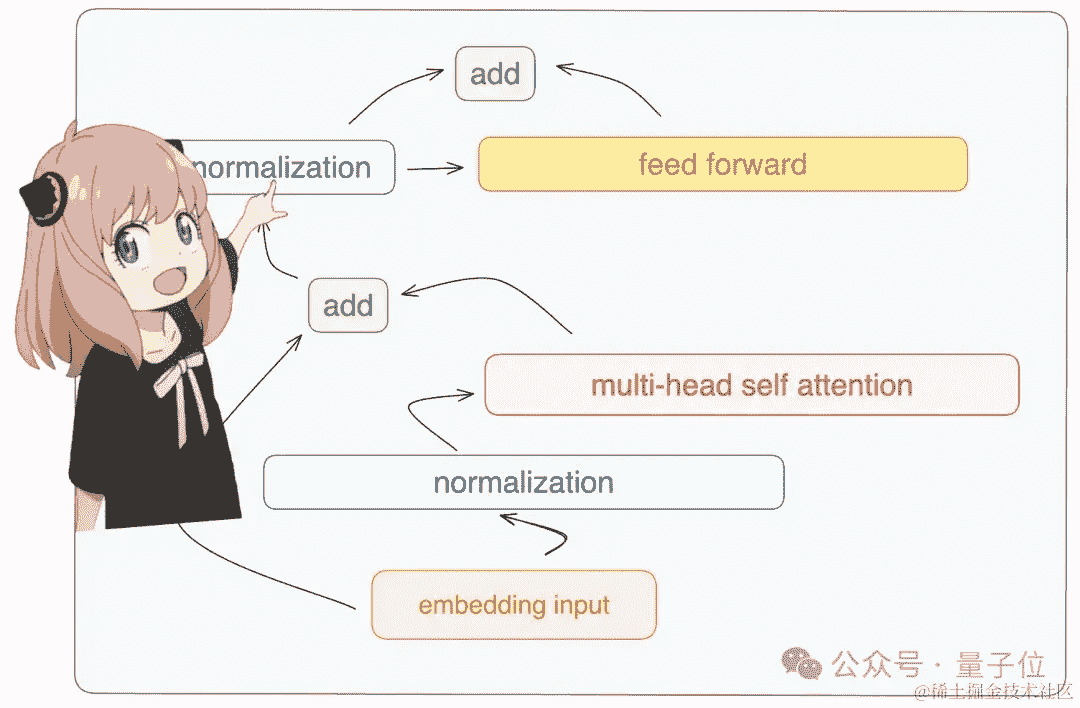 add
normalization
feed forward
add
multi-head self attention
normalization
embedding input
公众号 · 量子位
@稀土掘金技术社区